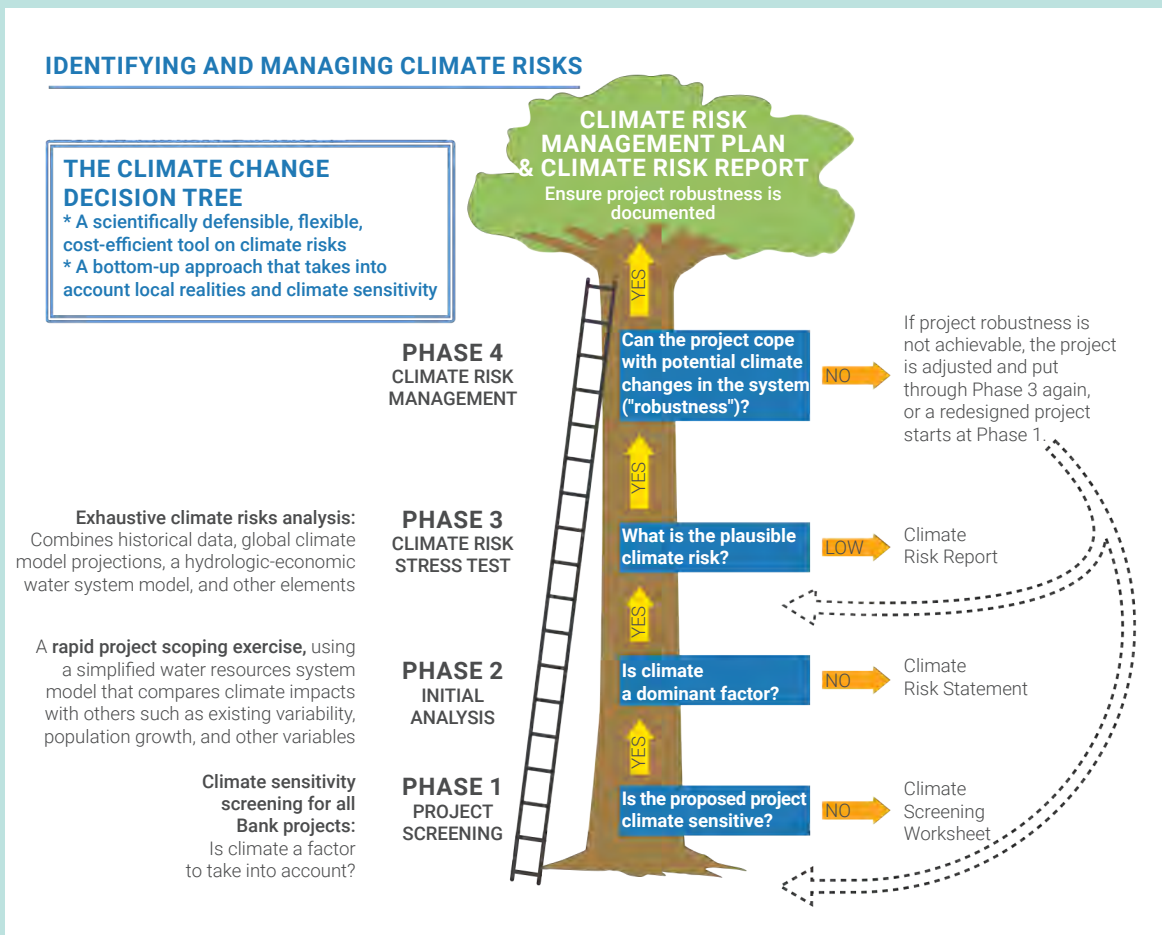 IDENTIFYING AND MANAGING CLIMATE RISKS
THE CLIMATE CHANGE
DECISION TREE
* A scientifically defensible, flexible,
cost-efficient tool on climate risks
* A bottom-up approach that takes into
account local realities and climate sensitivity
CLIMATE RISK
MANAGEMENT PLAN
& CLIMATE RISK REPORT
Ensure project robustness is
documented
YES
PHASE 4
CLIMATE RISK
MANAGEMENT
Can the project cope
with potential climate
changes in the system
("robustness")?
NO
If project robustness is
not achievable, the project
is adjusted and put
through Phase 3 again,
or a redesigned project
starts at Phase 1.
YES
Exhaustive climate risks analysis:
Combines historical data, global climate
model projections, a hydrologic-economic
water system model, and other elements
PHASE 3
CLIMATE RISK
STRESS TEST
What is the plausible
climate risk?
LOW
Climate
Risk Report
YES
A rapid project scoping exercise, using
a simplified water resources system
model that compares climate impacts
with others such as existing variability,
population growth, and other variables
PHASE 2
INITIAL
ANALYSIS
Is climate
a dominant factor?
NO
Climate
Risk Statement
YES
Climate sensitivity
screening for all
Bank projects:
Is climate a factor
to take into account?
PHASE 1
PROJECT
SCREENING
Is the proposed project
climate sensitive?
NO
Climate
Screening
Worksheet